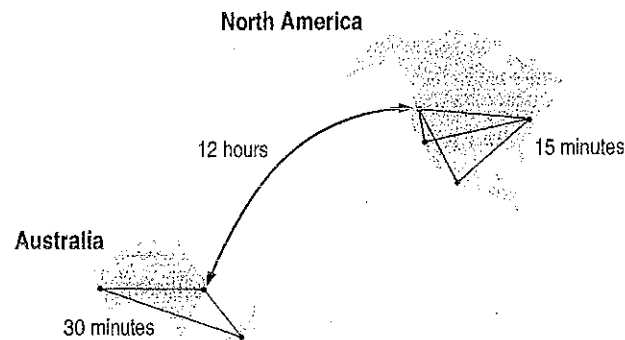 North America
12 hours
15 minutes
Australia
30 minutes